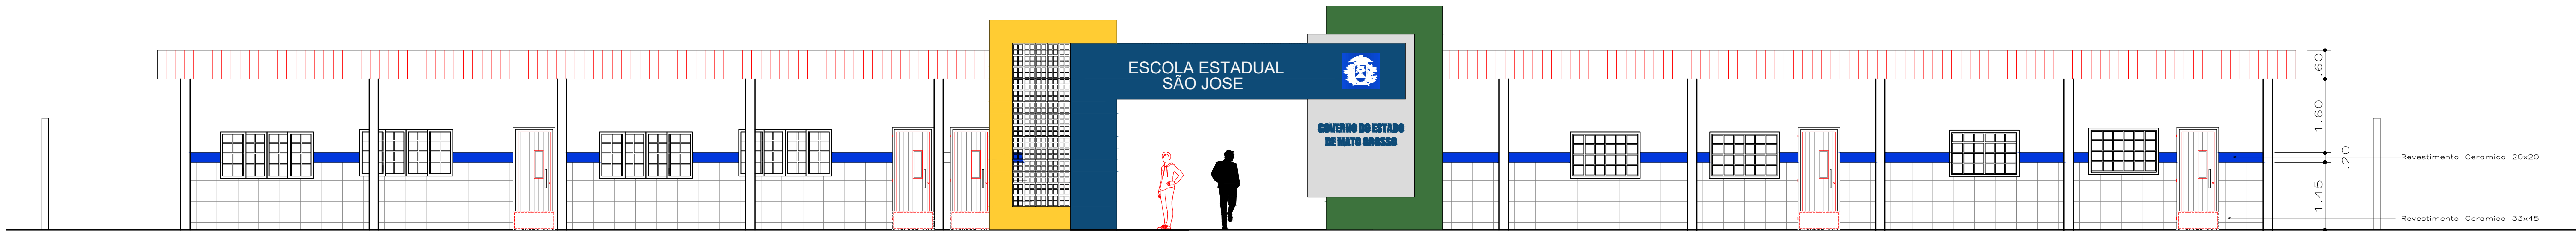 ESCOLA ESTADUAL
SÃO JOSE
GOVERNO DO ESTADO
DE MATO GROSSO
.60
1.60
.20
1.45
Revestimento Ceramico 20x20
Revestimento Ceramico 33x45